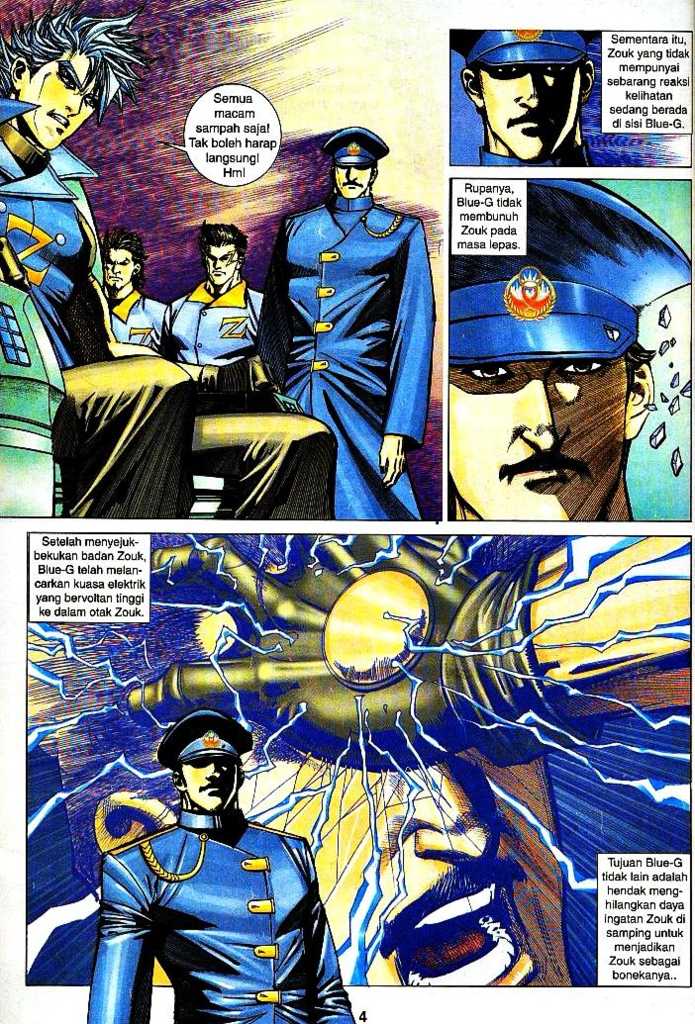 Semua
macam
sampah saja!
Tak boleh harap
langsung!
Hm!
Sementara itu,
Zouk yang tidak
mempunyai
sebarang reaksi
kelihatan
sedang berada
di sisi Blue-G.
Rupanya,
Blue-G tidak
membunuh
Zouk pada
masa lepas.
Z
Z
Z
Setelah menyejuk-
bekukan badan Zouk,
Blue-G telah melan-
carkan kuasa elektrik
yang bervoltan tinggi
ke dalam otak Zouk.
Tujuan Blue-G
tidak lain adalah
hendak meng-
hilangkan daya
ingatan Zouk di
samping untuk
menjadikan
Zouk sebagai
bonekanya..
4